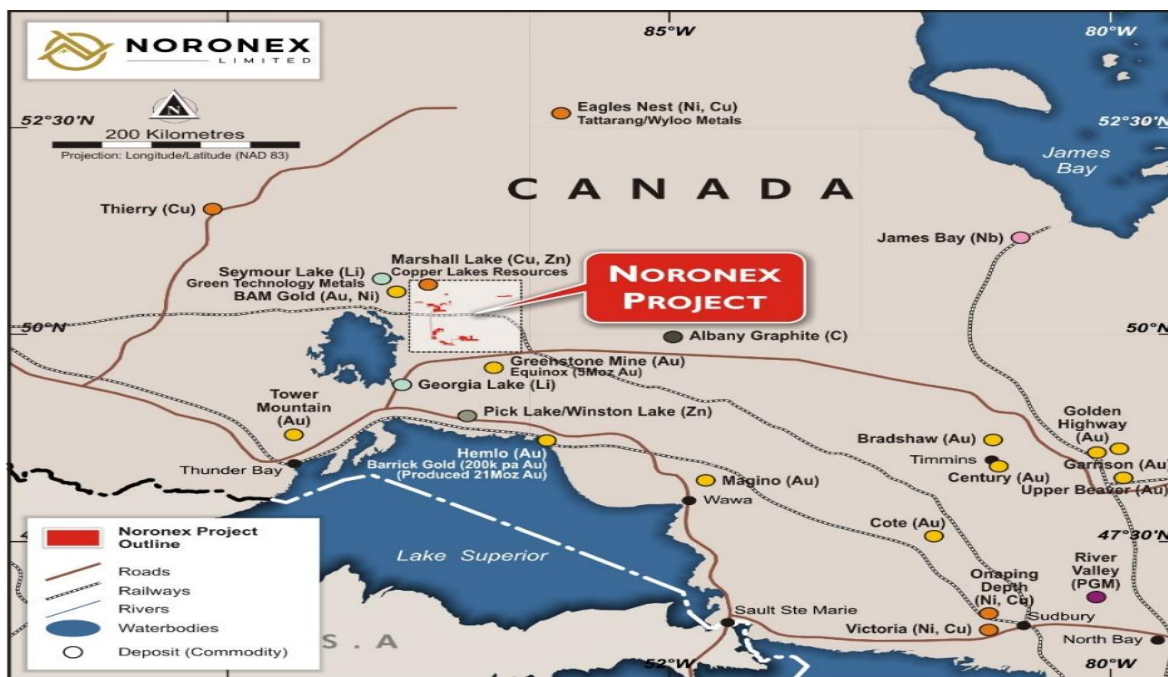 NORONEX
LIMITED
85°W
80°W
N
52°30'N
200 Kilometres
Projection: Longitude/Latitude (NAD 83)
Eagles Nest (Ni, Cu)
Tattarang/Wyloo Metals
52°30'N
James
Bay
CANADA
Thierry (Cu)
James Bay (Nb)
Marshall Lake (Cu, Zn)
Copper Lakes Resources
Seymour Lake (Li)
Green Technology Metals
BAM Gold (Au, Ni)
NORONEX
PROJECT
50°N
50°N
Albany Graphite (C)
Greenstone Mine (Au)
Equinox (5Moz Au)
Georgia Lake (Li)
Tower
Mountain
(Au)
Pick Lake/Winston Lake (Zn)
Golden
Highway
(Au)
Bradshaw (Au)
Hemlo (Au)
Barrick Gold (200k pa Au)
(Produced 21Moz Au)
Thunder Bay
Timmins
Century (Au)
Garrison (Au)
Upper Beaver (Au)
Magino (Au)
Wawa
Cote (Au)
47°30'N
Noronex Project
Outline
Roads
Railways
Rivers
Waterbodies
Deposit (Commodity)
Lake Superior
River
Valley
(PGM)
Onaping
Depth
(Ni, Cu)
Sault Ste Marie
Sudbury
Victoria (Ni, Cu)
North Bay
S.A
52°W
80°W